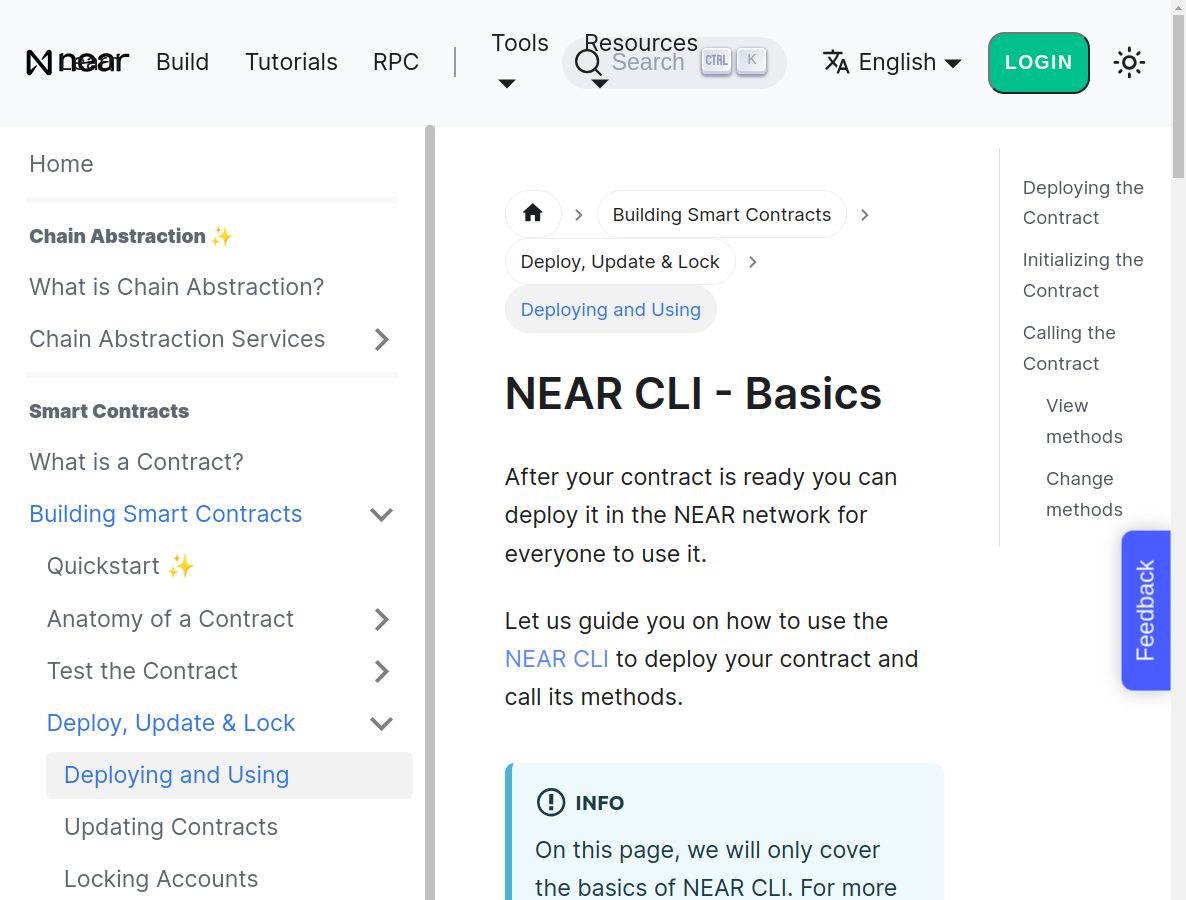 near
Learn
Build
Tutorials
RPC
Tools
Resources
Search
CTRL
K
English
LOGIN
Home
Chain Abstraction ✨
What is Chain Abstraction?
Chain Abstraction Services
Smart Contracts
What is a Contract?
Building Smart Contracts
Quickstart ✨
Anatomy of a Contract
Test the Contract
Deploy, Update & Lock
Deploying and Using
Updating Contracts
Locking Accounts
Building Smart Contracts
Deploy, Update & Lock
Deploying and Using
NEAR CLI - Basics
After your contract is ready you can
deploy it in the NEAR network for
everyone to use it.
Let us guide you on how to use the
NEAR CLI to deploy your contract and
call its methods.
INFO
On this page, we will only cover
the basics of NEAR CLI. For more
Deploying the
Contract
Initializing the
Contract
Calling the
Contract
View
methods
Change
methods
Feedback